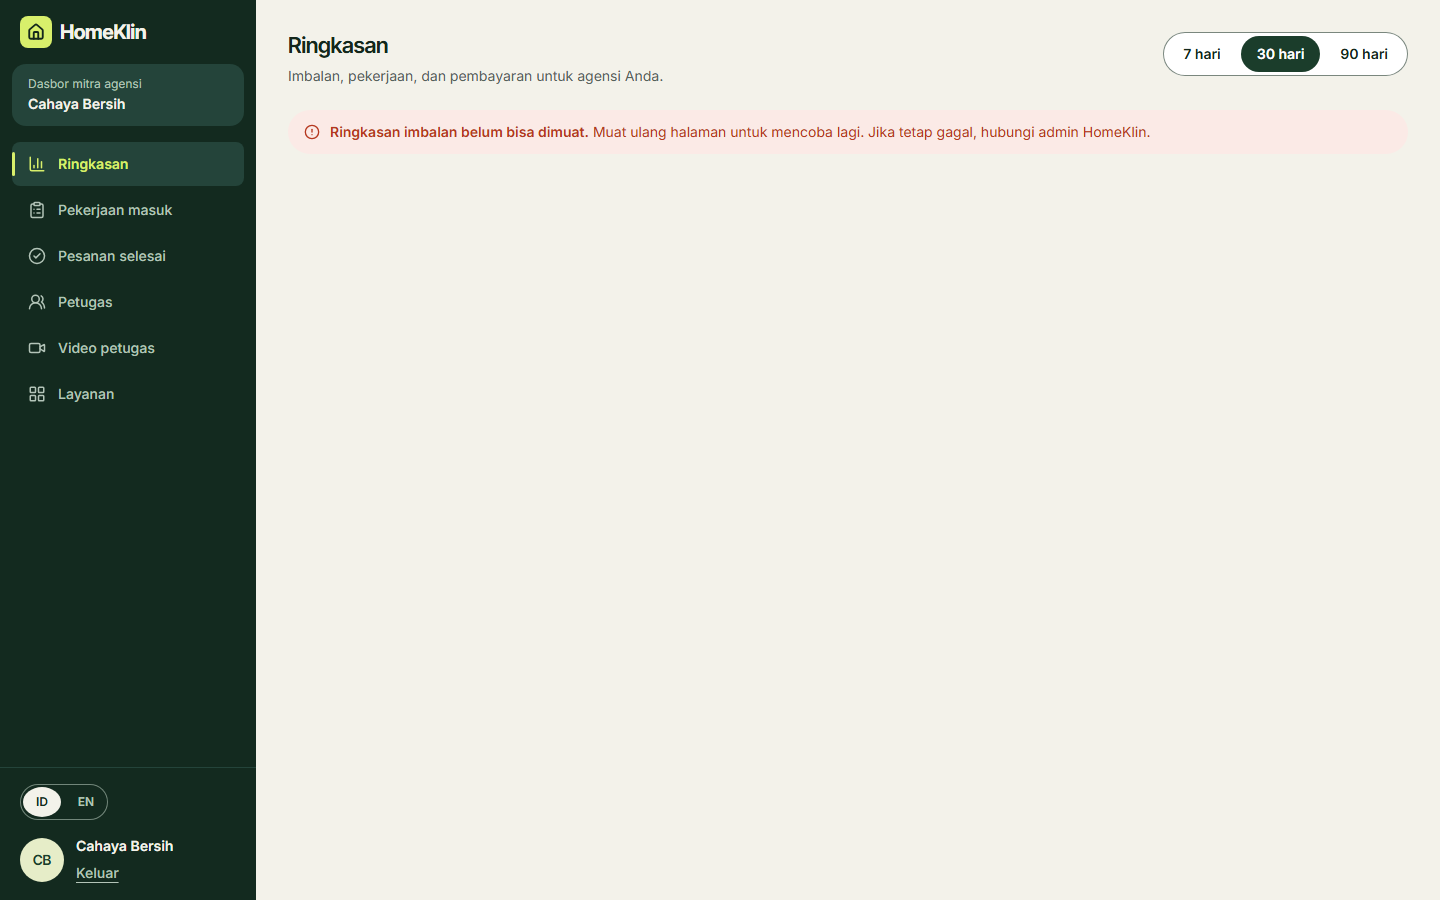 HomeKlin
Dasbor mitra agensi
Cahaya Bersih
Ringkasan
Pekerjaan masuk
Pesanan selesai
Petugas
Video petugas
Layanan
ID
EN
CB
Cahaya Bersih
Keluar
Ringkasan
Imbalan, pekerjaan, dan pembayaran untuk agensi Anda.
7 hari
30 hari
90 hari
Ringkasan imbalan belum bisa dimuat. Muat ulang halaman untuk mencoba lagi. Jika tetap gagal, hubungi admin HomeKlin.